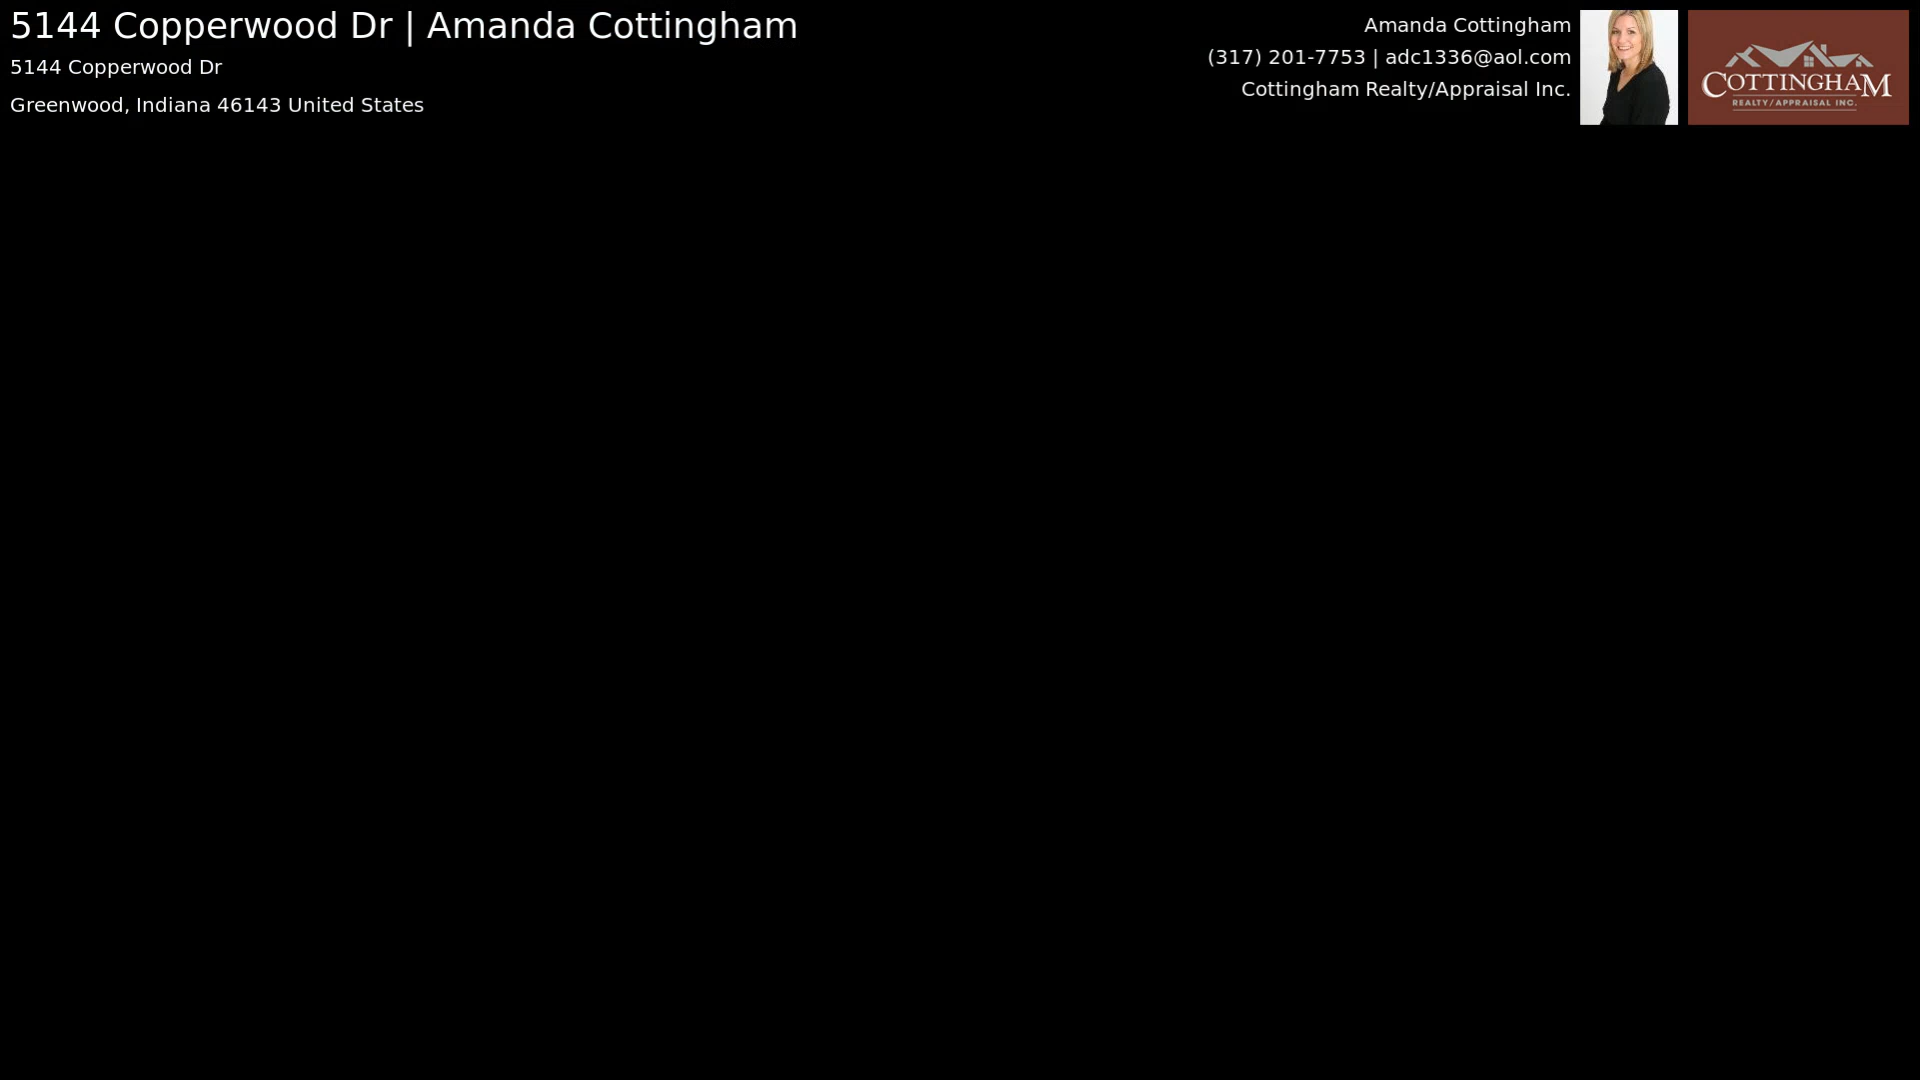 5144 Copperwood Dr | Amanda Cottingham
5144 Copperwood Dr
Greenwood, Indiana 46143 United States
Amanda Cottingham
(317) 201-7753 | adc1336@aol.com
Cottingham Realty/Appraisal Inc.
COTTINGHAM
REALTY/APPRAISAL INC.